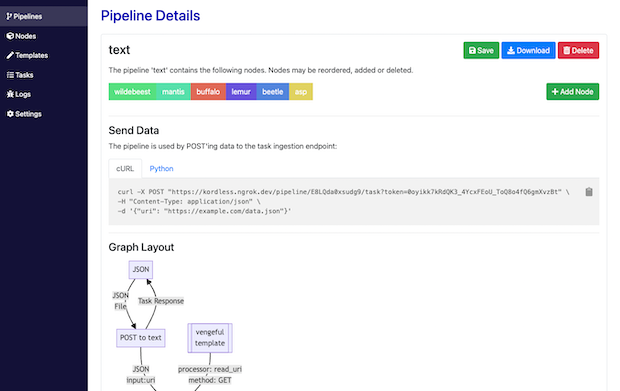 Pipelines
Nodes
Templates
Tasks
Logs
Settings
Pipeline Details
text
Save
Download
Delete
The pipeline 'text' contains the following nodes. Nodes may be reordered, added or deleted.
wildebeest mantis buffalo lemur beetle asp
Add Node
Send Data
The pipeline is used by POST'ing data to the task ingestion endpoint:
cURL Python
curl -X POST "https://kordless.ngrok.dev/pipeline/E8LQda0xsudg9/task?token=0oyikk7kRdQK3_4YcxFEoU_ToQ8o4fQ6gmXvzBt" \
-H "Content-Type: application/json" \
-d '{"uri": "https://example.com/data.json"}'
Graph Layout
JSON
JSON
File
Task Response
POST to text
vengeful
template
JSON
input:uri
processor: read_uri
method: GET